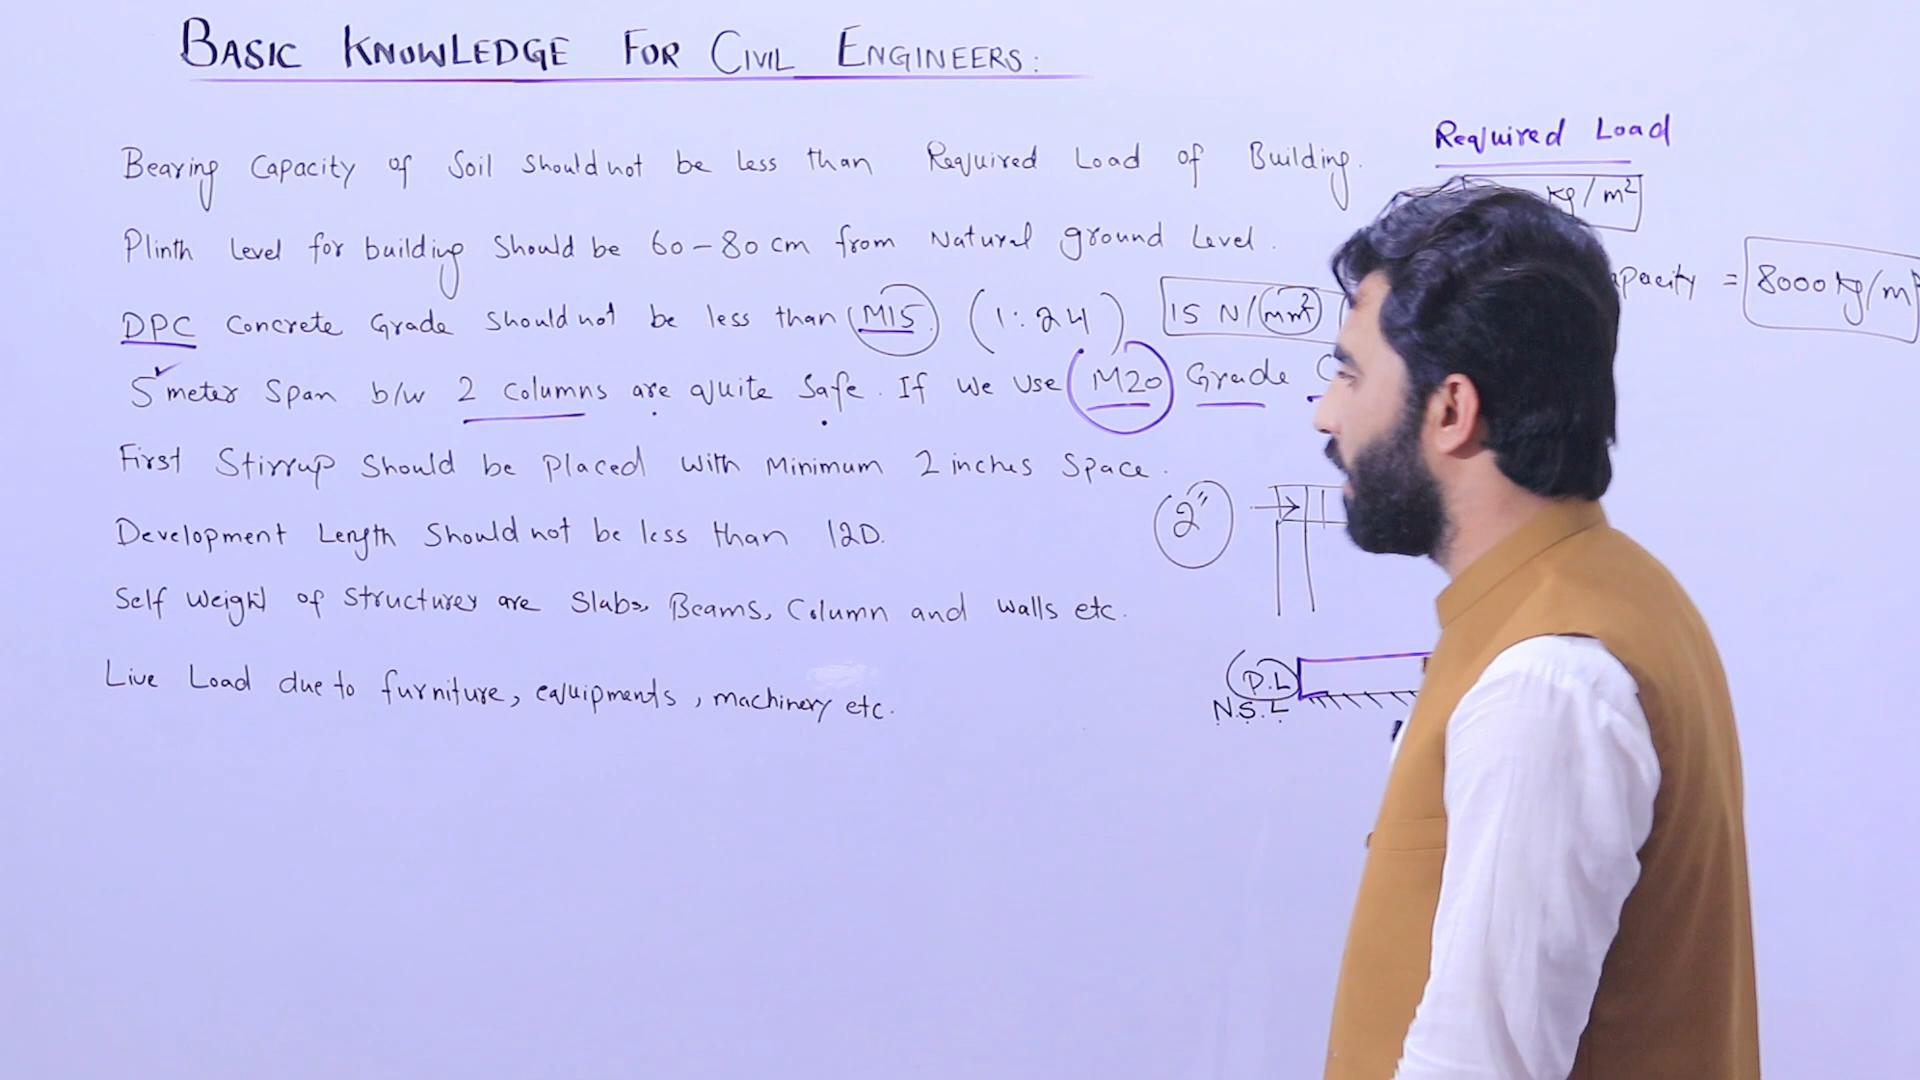 BASIC KNOWLEDGE FOR CIVIL ENGINEERS:
Bearing Capacity of Soil Should not be Less than Required Load of Building.
Plinth Level for building Should be 60-80 cm from Natural ground Level.
DPC Concrete Grade Should not be less than M15 (1:24) 15 N/mm²
5 meter Span b/w 2 Columns are quite Safe. If we use M20 Grade
First Stirrup Should be placed with Minimum 2 inches Space.
Development Length Should not be less than 12D.
Self Weight of Structures are Slabs, Beams, Column and walls etc.
Live Load due to furniture, equipments, machinery etc.
Required Load
kg/m²
= 8000 kg/m
2"
P.L
N.S.L